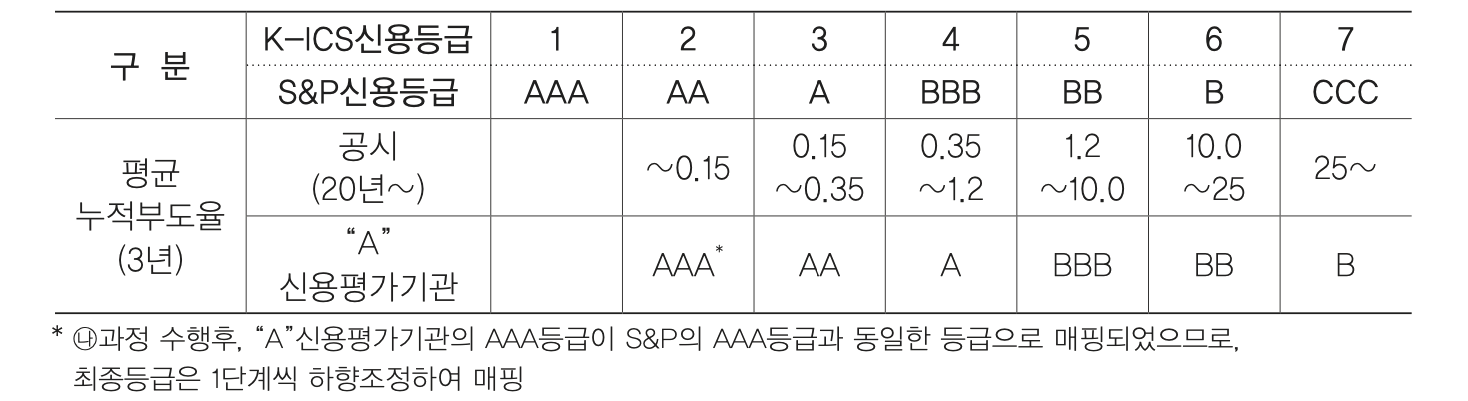 구 분 K-ICS신용등급 1 2 3 4 5 6 7
S&P신용등급 AAA AA A BBB BB B CCC
평균
누적부도율
(3년)
공시
(20년~)
~0.15
0.15
~0.35
0.35
~1.2
1.2
~10.0
10.0
~25
25~
“A”
신용평가기관
AAA* AA A BBB BB B
* ㉯과정 수행후, “A”신용평가기관의 AAA등급이 S&P의 AAA등급과 동일한 등급으로 매핑되었으므로,
최종등급은 1단계씩 하향조정하여 매핑